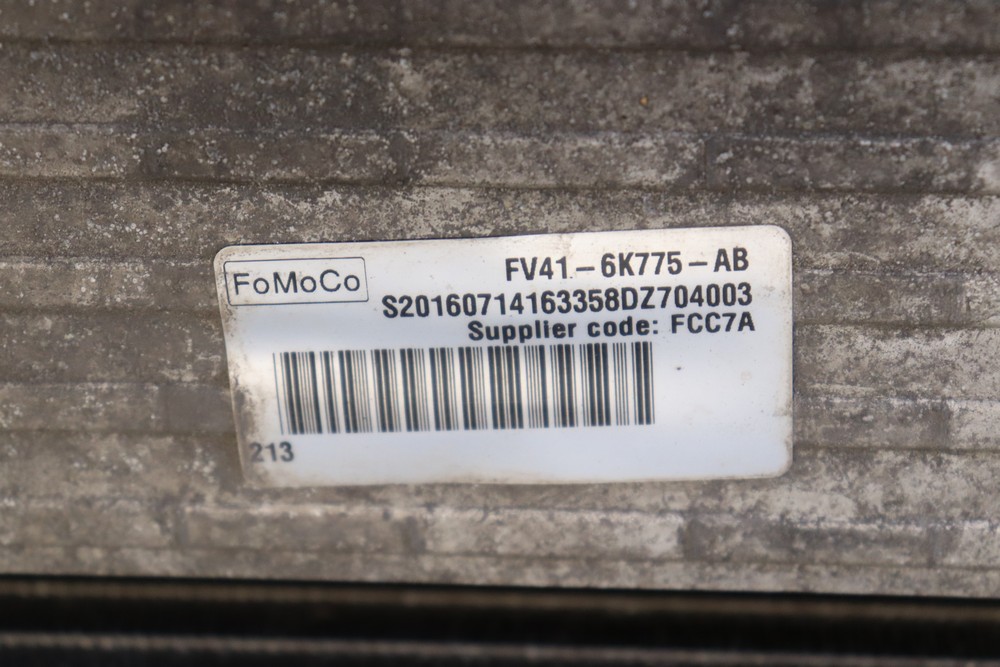 FoMoCo
FV41-6K775-AB
S20160714163358DZ704003
Supplier code: FCC7A
213